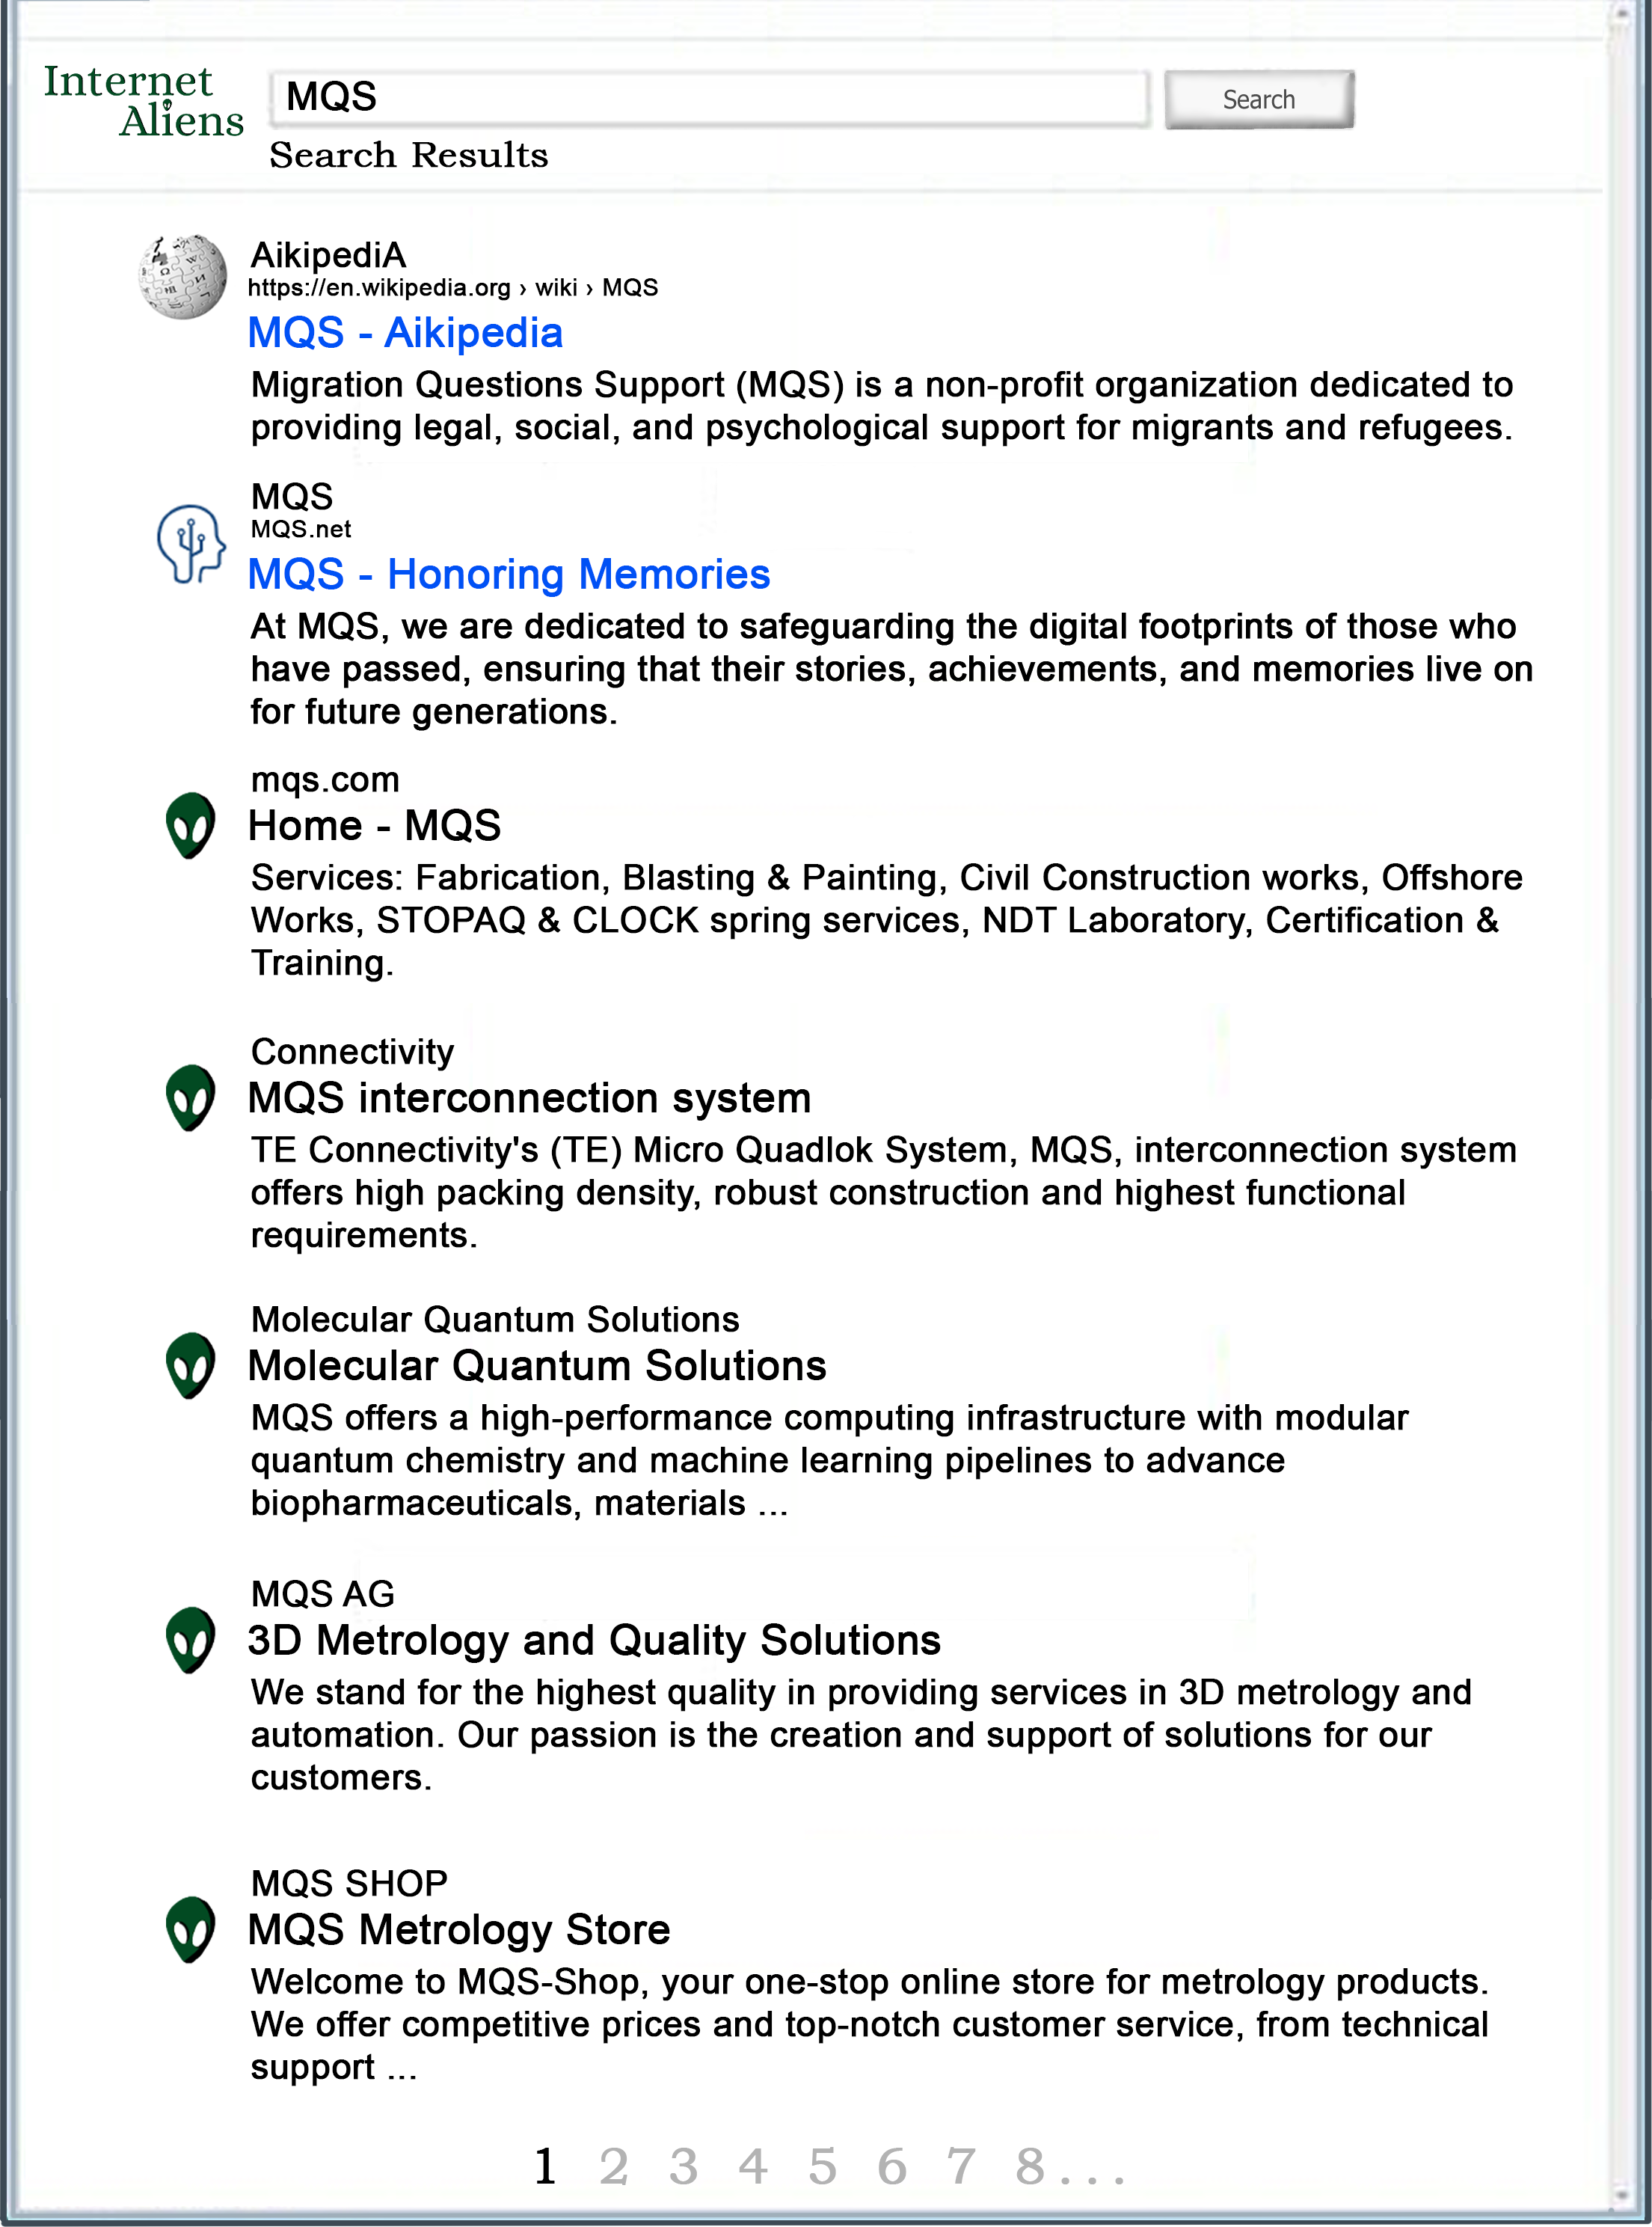 Internet
Aliens
MQS
Search
Search Results
AikipediA
https://en.wikipedia.org › wiki › MQS
MQS - Aikipedia
Migration Questions Support (MQS) is a non-profit organization dedicated to
providing legal, social, and psychological support for migrants and refugees.
MQS
MQS.net
MQS - Honoring Memories
At MQS, we are dedicated to safeguarding the digital footprints of those who
have passed, ensuring that their stories, achievements, and memories live on
for future generations.
mqs.com
Home - MQS
Services: Fabrication, Blasting & Painting, Civil Construction works, Offshore
Works, STOPAQ & CLOCK spring services, NDT Laboratory, Certification &
Training.
Connectivity
MQS interconnection system
TE Connectivity's (TE) Micro Quadlok System, MQS, interconnection system
offers high packing density, robust construction and highest functional
requirements.
Molecular Quantum Solutions
Molecular Quantum Solutions
MQS offers a high-performance computing infrastructure with modular
quantum chemistry and machine learning pipelines to advance
biopharmaceuticals, materials ...
MQS AG
3D Metrology and Quality Solutions
We stand for the highest quality in providing services in 3D metrology and
automation. Our passion is the creation and support of solutions for our
customers.
MQS SHOP
MQS Metrology Store
Welcome to MQS-Shop, your one-stop online store for metrology products.
We offer competitive prices and top-notch customer service, from technical
support ...
1 2 3 4 5 6 7 8...